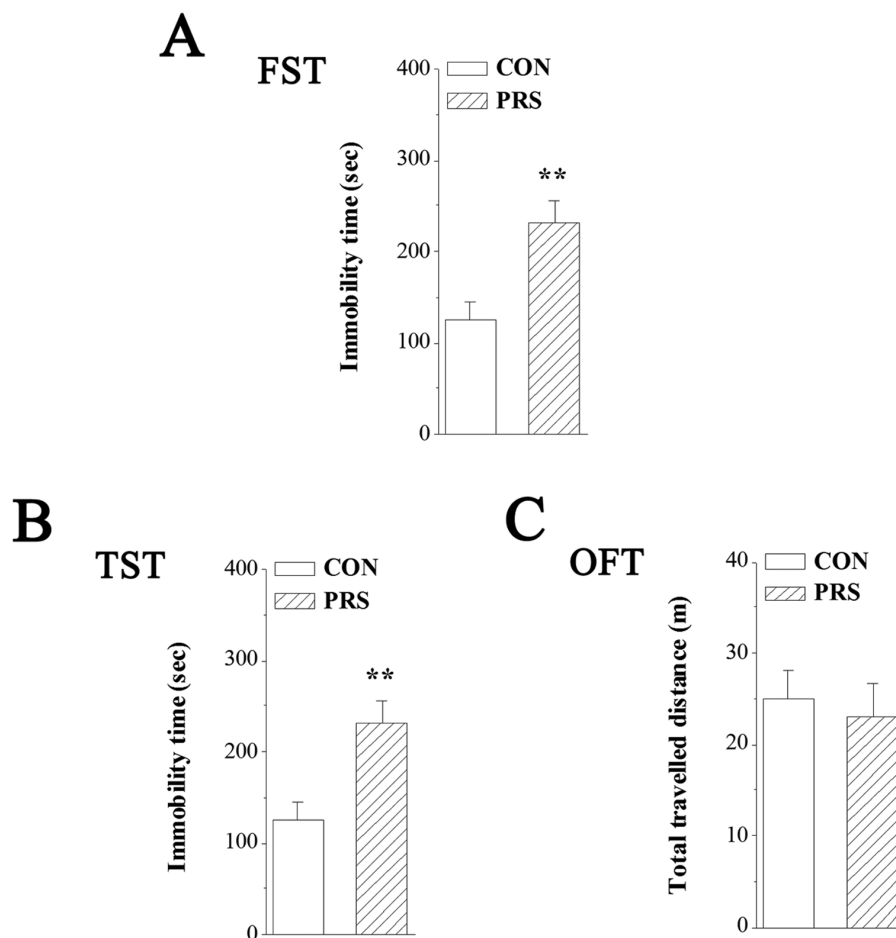 A
FST
CON
PRS
Immobility time (sec)
400
300
200
100
0
**
B
TST
CON
PRS
Immobility time (sec)
400
300
200
100
0
**
C
OFT
CON
PRS
Total travelled distance (m)
40
30
20
10
0